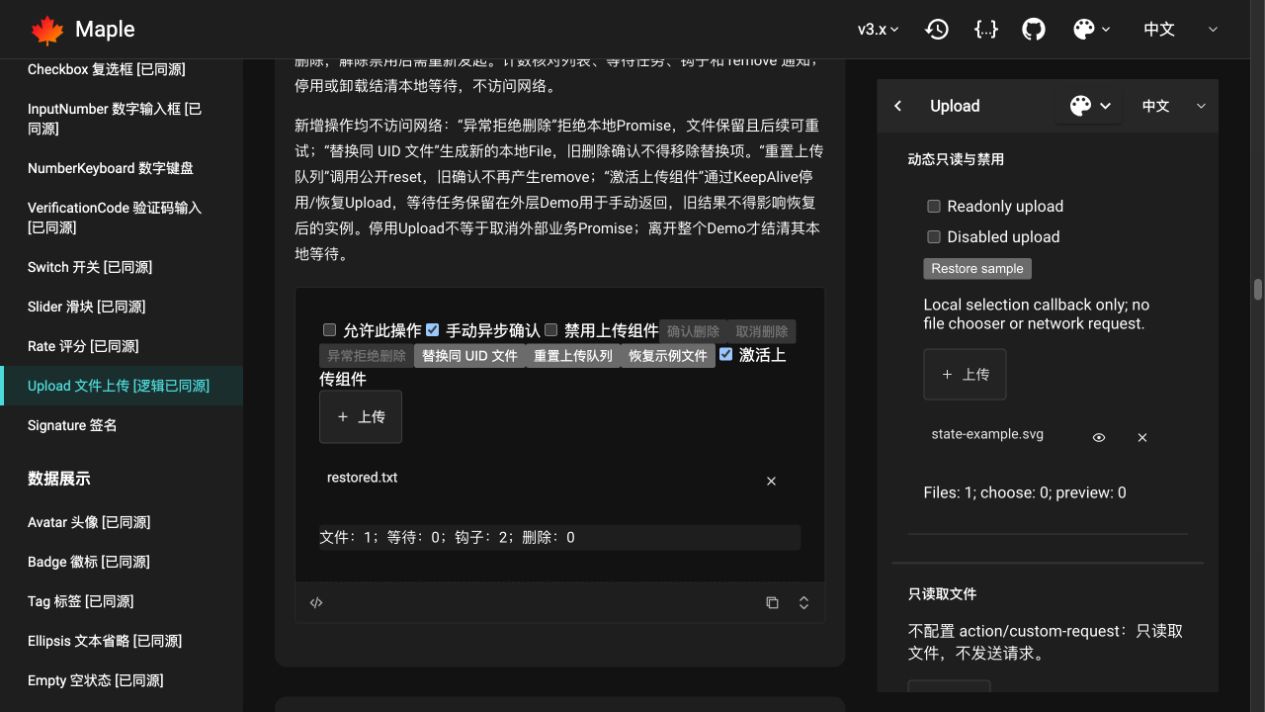 Maple
v3.x
中文
Checkbox 复选框 [已同源]
InputNumber 数字输入框 [已
同源]
NumberKeyboard 数字键盘
VerificationCode 验证码输入
[已同源]
Switch 开关 [已同源]
Slider 滑块 [已同源]
Rate 评分 [已同源]
Upload 文件上传 [逻辑已同源]
Signature 签名
数据展示
Avatar 头像 [已同源]
Badge 徽标 [已同源]
Tag 标签 [已同源]
Ellipsis 文本省略 [已同源]
Empty 空状态 [已同源]
删除，解除禁用后需重新发起。计数核对列表、等待任务、钩子和 remove 通知；
停用或卸载结清本地等待，不访问网络。
新增操作均不访问网络：“异常拒绝删除”拒绝本地Promise，文件保留且后续可重
试；“替换同 UID 文件”生成新的本地File，旧删除确认不得移除替换项。“重置上传
队列”调用公开reset，旧确认不再产生remove；“激活上传组件”通过KeepAlive停
用/恢复Upload，等待任务保留在外层Demo用于手动返回，旧结果不得影响恢复
后的实例。停用Upload不等于取消外部业务Promise；离开整个Demo才结清其本
地等待。
允许此操作 手动异步确认 禁用上传组件 确认删除 取消删除
异常拒绝删除 替换同 UID 文件 重置上传队列 恢复示例文件 激活上
传组件
+ 上传
restored.txt
文件：1；等待：0；钩子：2；删除：0
Upload
中文
动态只读与禁用
Readonly upload
Disabled upload
Restore sample
Local selection callback only; no
file chooser or network request.
+ 上传
state-example.svg
Files: 1; choose: 0; preview: 0
只读取文件
不配置 action/custom-request：只读取
文件，不发送请求。